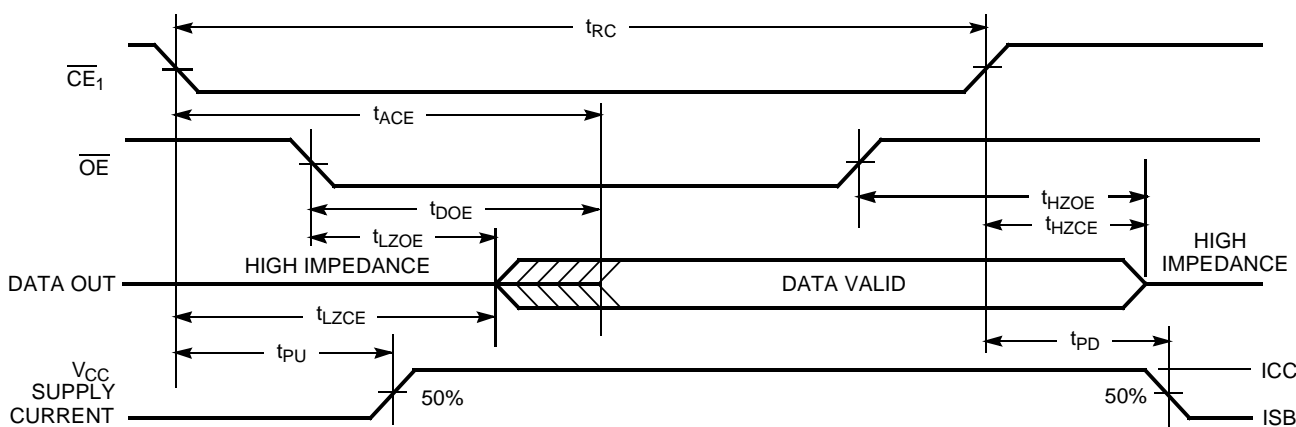 tRC
CE1
tACE
OE
tDOE
tHZOE
tLZOE
tHZCE
HIGH IMPEDANCE
HIGH
IMPEDANCE
DATA OUT
DATA VALID
tLZCE
tPU
tPD
VCC
SUPPLY
CURRENT
50%
50%
ICC
ISB